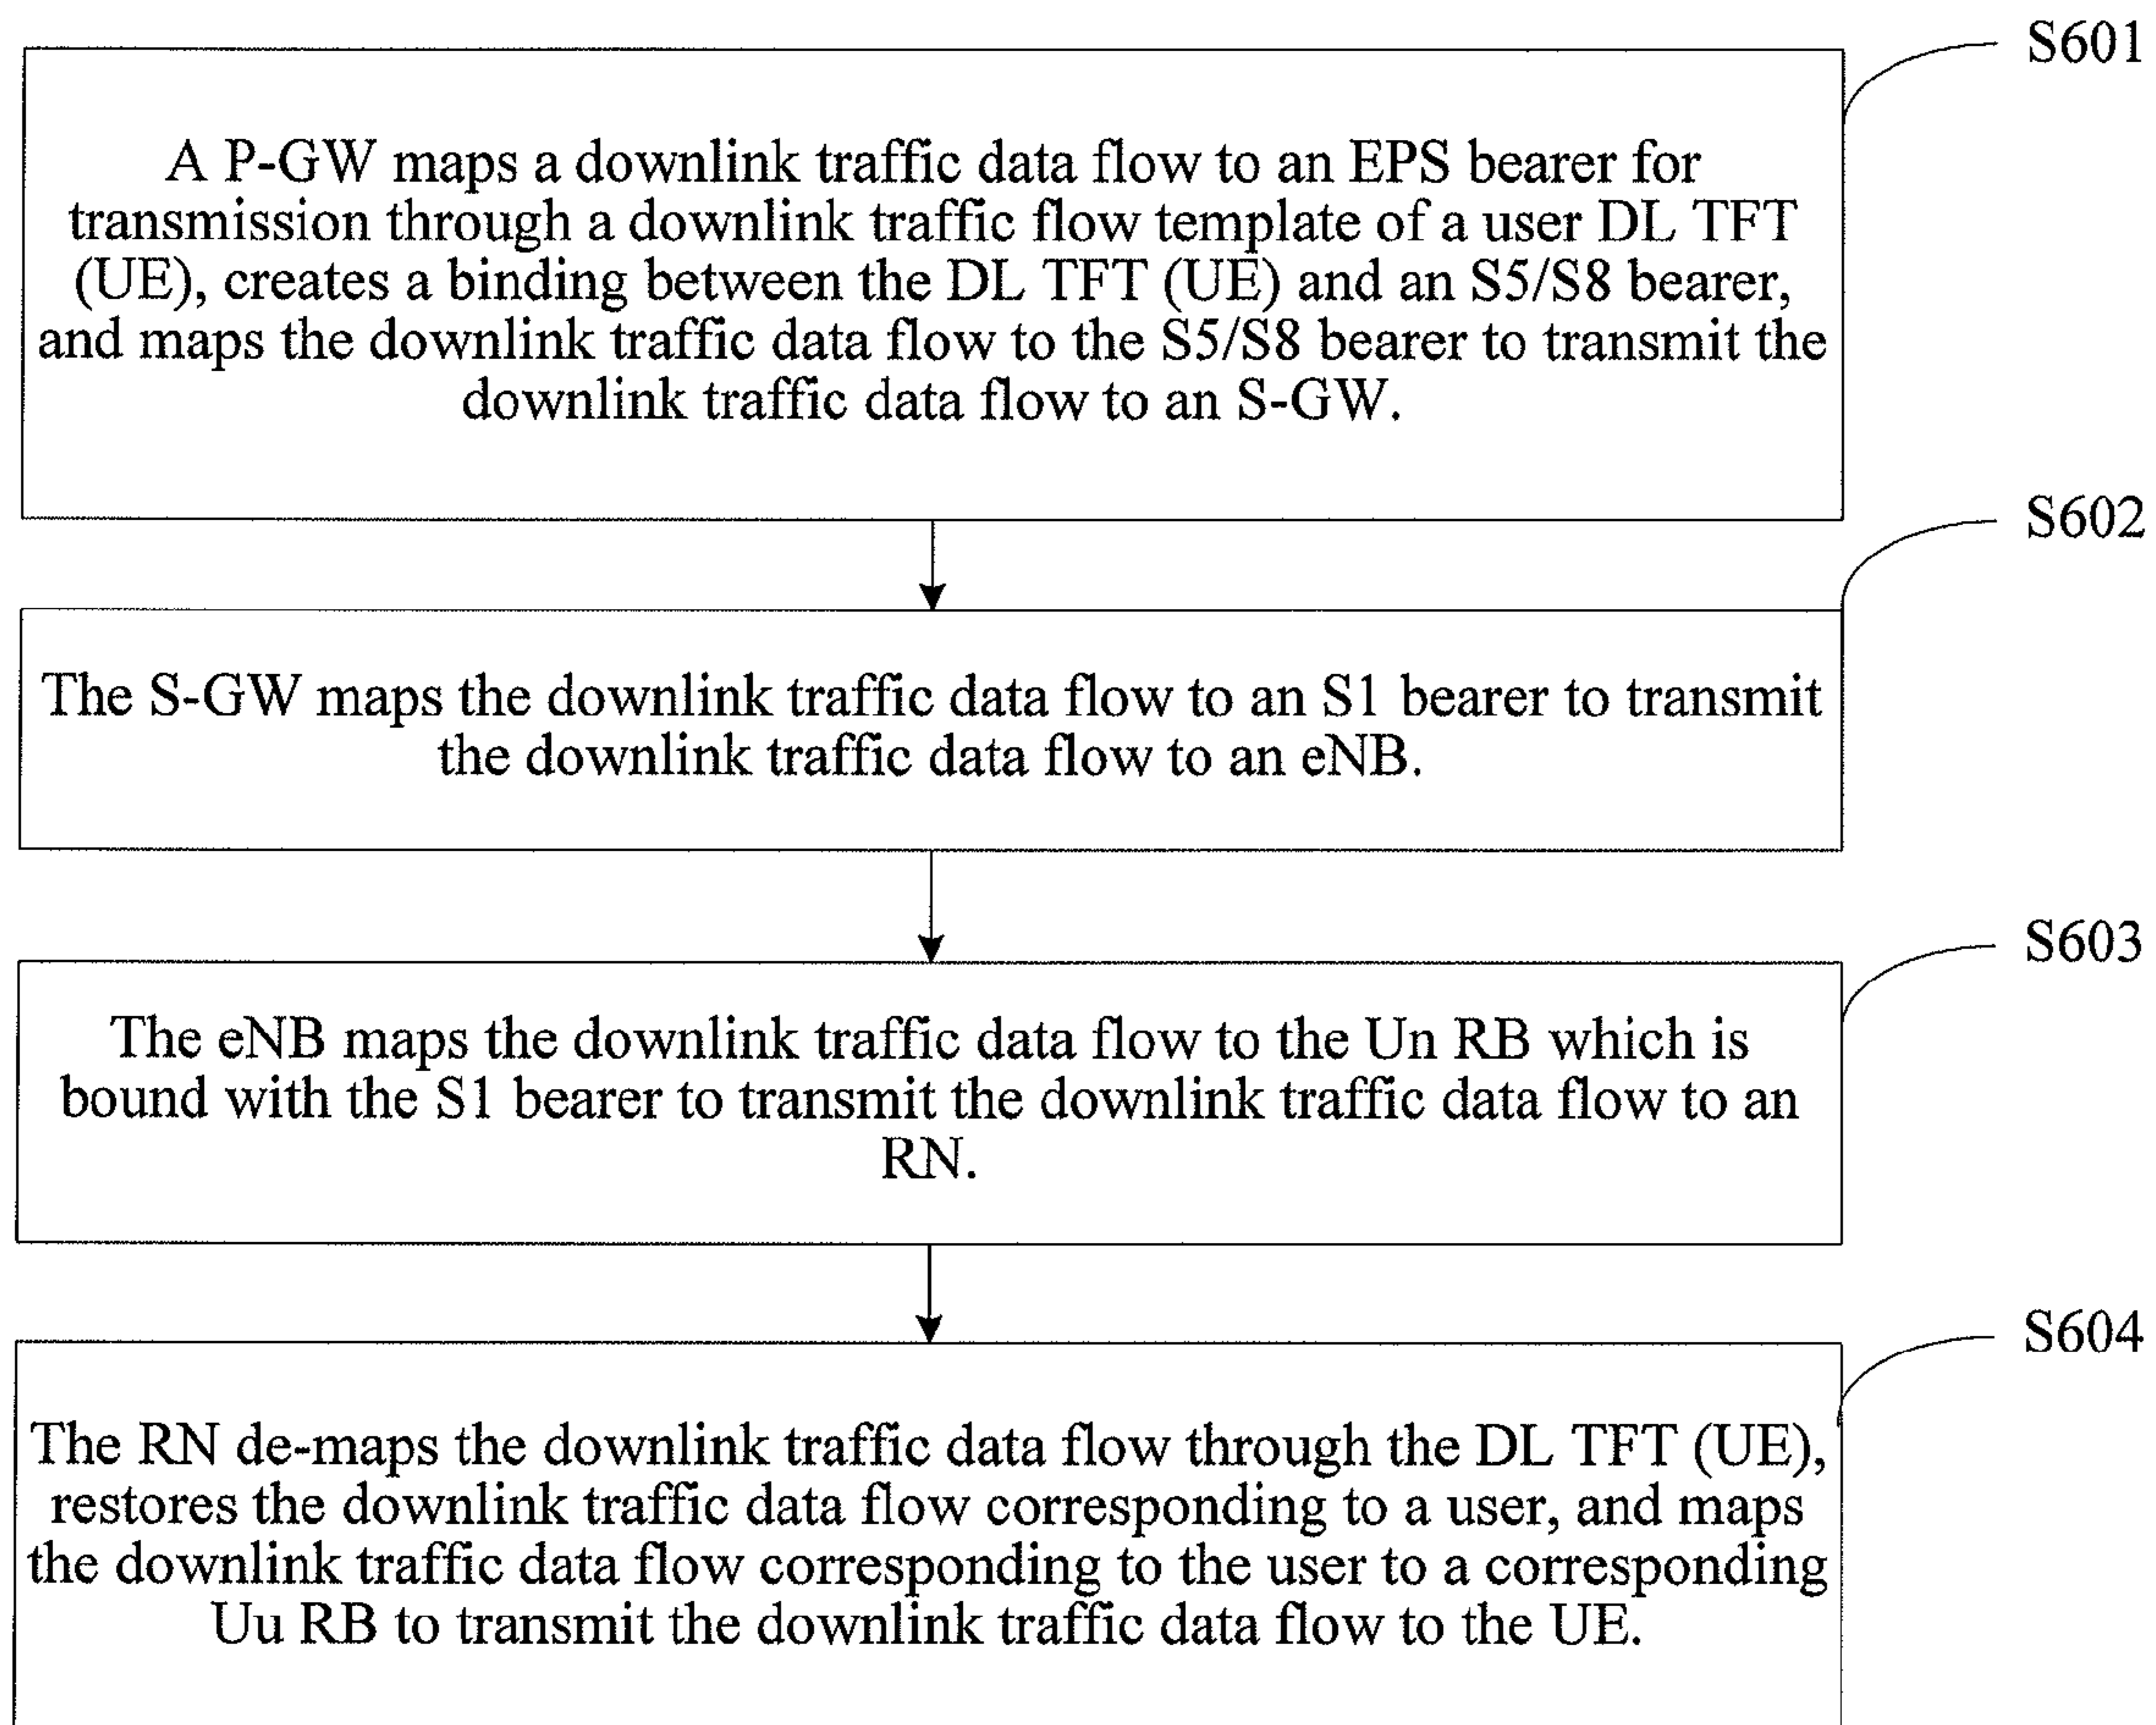 S601
A P-GW maps a downlink traffic data flow to an EPS bearer for
transmission through a downlink traffic flow template of a user DL TFT
(UE), creates a binding between the DL TFT (UE) and an S5/S8 bearer,
and maps the downlink traffic data flow to the S5/S8 bearer to transmit the
downlink traffic data flow to an S-GW.
S602
The S-GW maps the downlink traffic data flow to an S1 bearer to transmit
the downlink traffic data flow to an eNB.
S603
The eNB maps the downlink traffic data flow to the Un RB which is
bound with the S1 bearer to transmit the downlink traffic data flow to an
RN.
S604
The RN de-maps the downlink traffic data flow through the DL TFT (UE),
restores the downlink traffic data flow corresponding to a user, and maps
the downlink traffic data flow corresponding to the user to a corresponding
Uu RB to transmit the downlink traffic data flow to the UE.